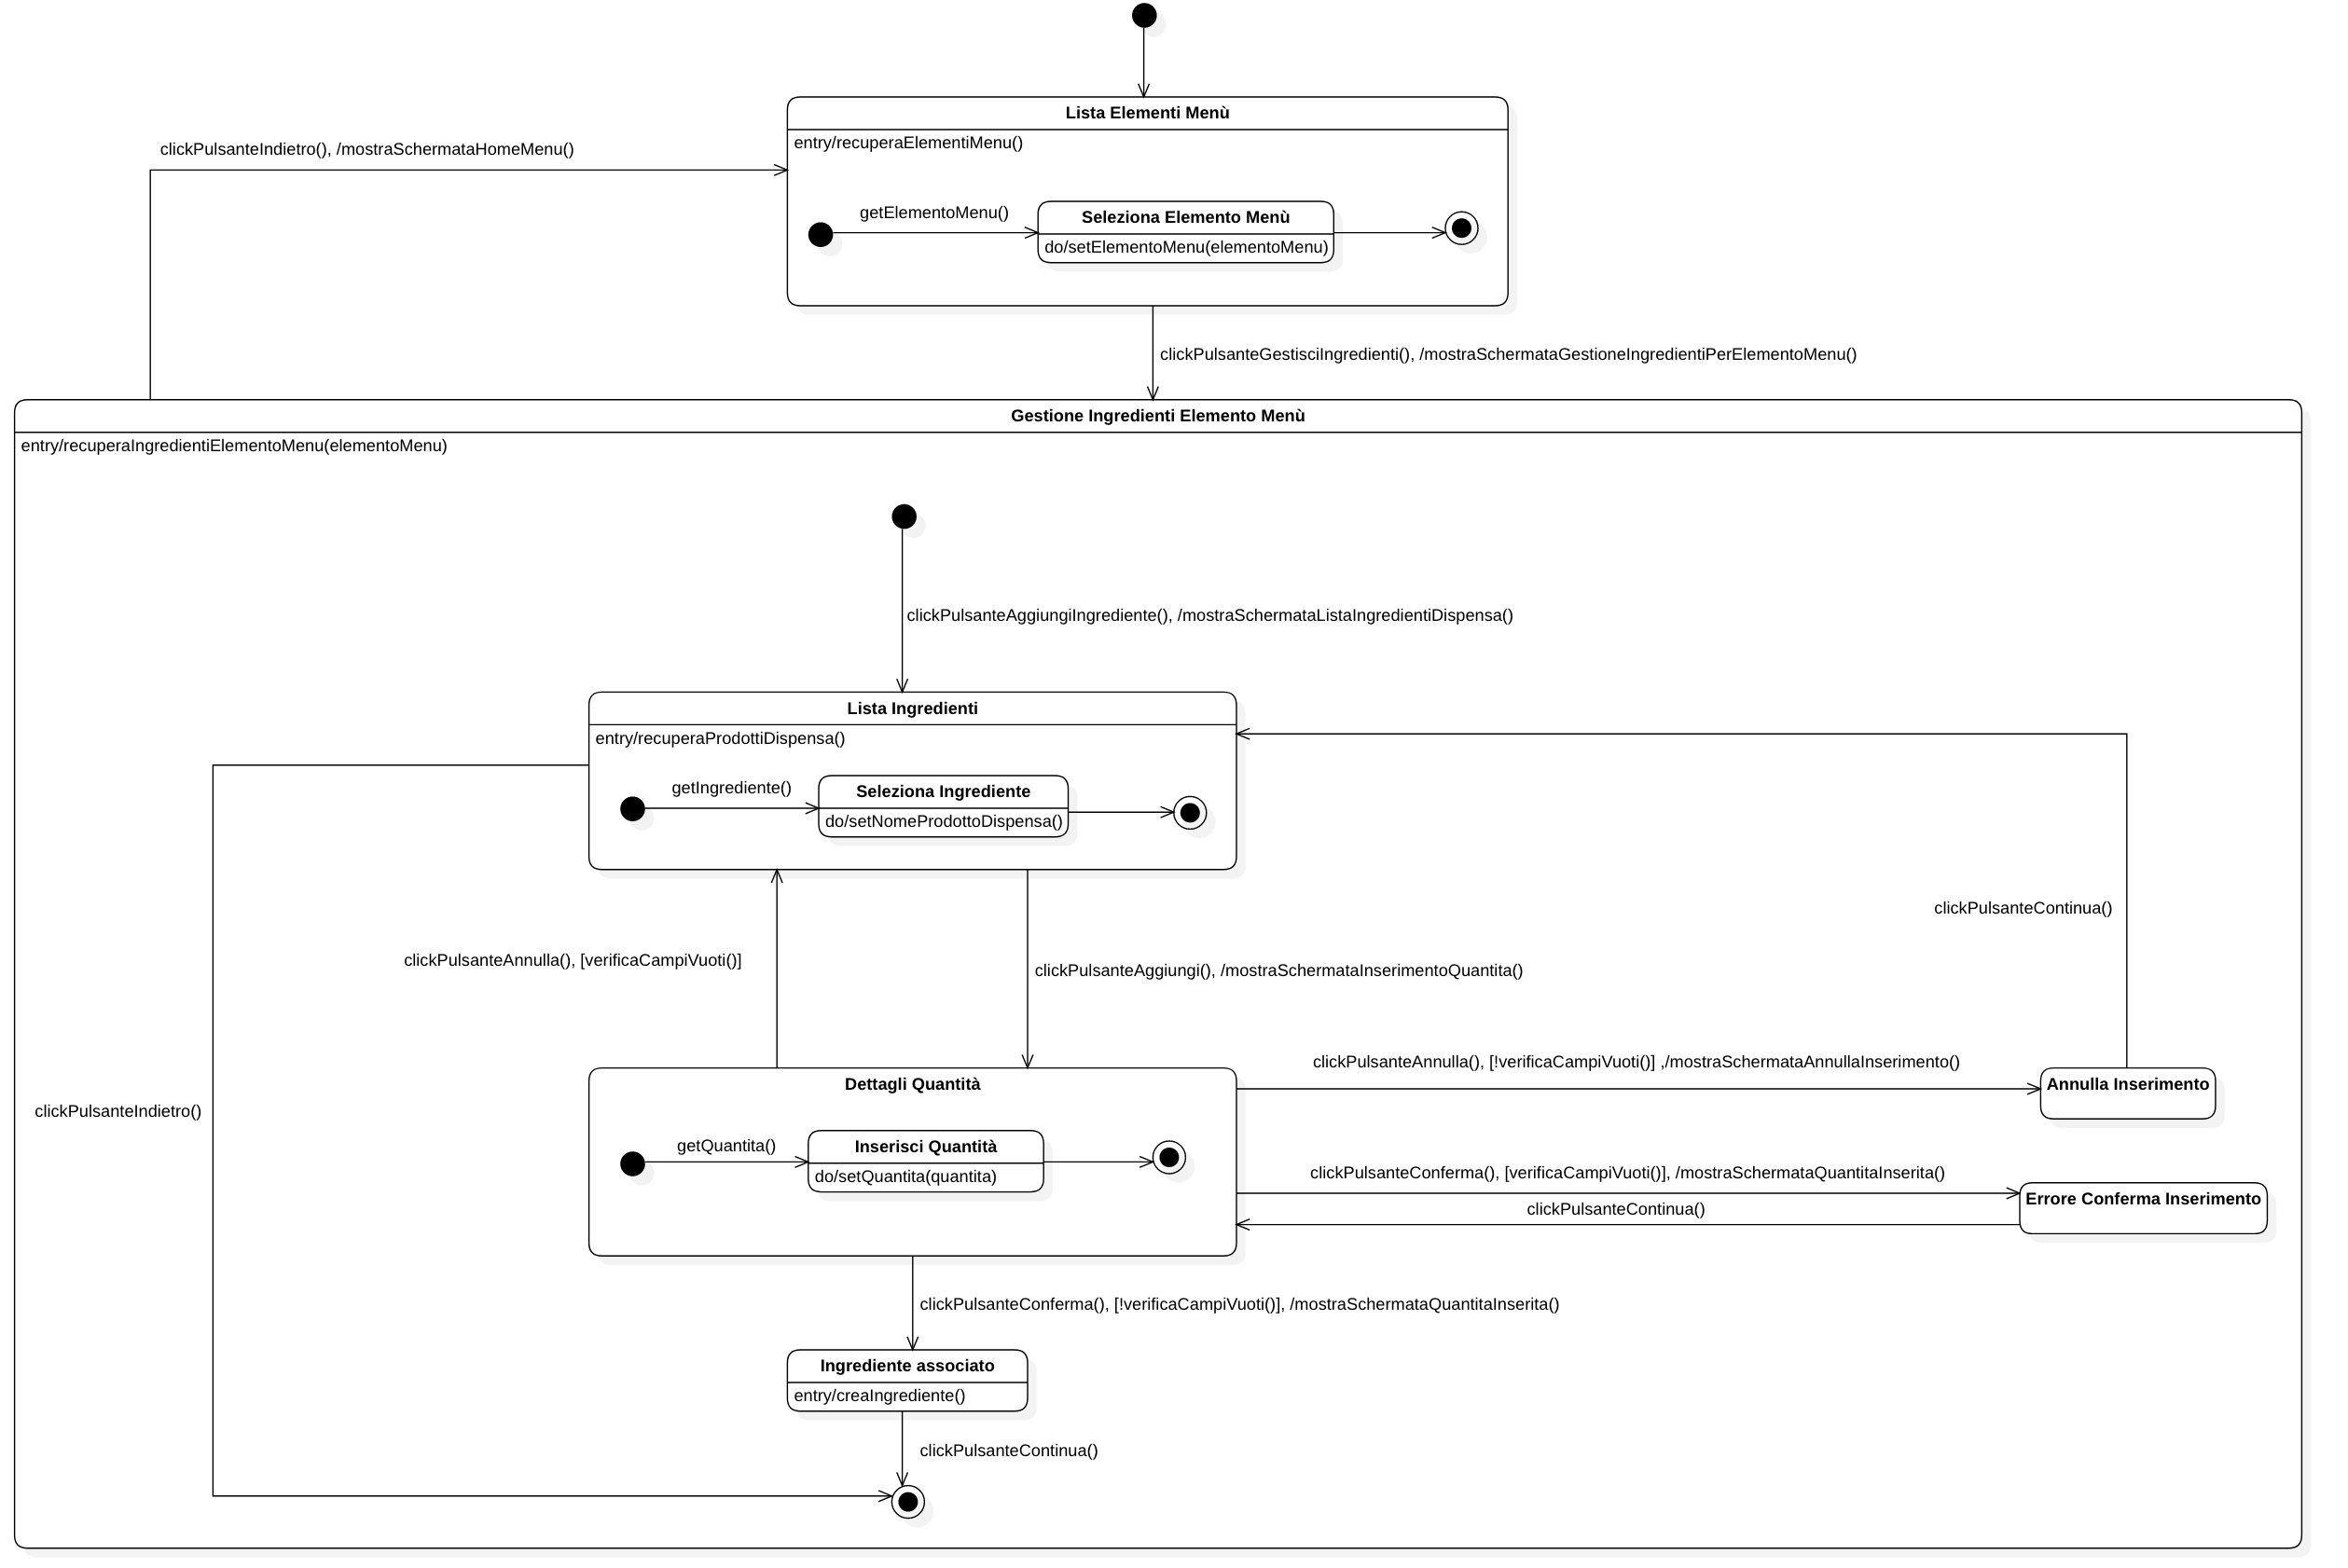 Lista Elementi Menù
entry/recuperaElementiMenu()
clickPulsanteIndietro(), /mostraSchermataHomeMenu()
getElementoMenu()
Seleziona Elemento Menù
do/setElementoMenu(elementoMenu)
clickPulsanteGestisciIngredienti(), /mostraSchermataGestioneIngredientiPerElementoMenu()
Gestione Ingredienti Elemento Menù
entry/recuperaIngredientiElementoMenu(elementoMenu)
clickPulsanteAggiungiIngrediente(), /mostraSchermataListaIngredientiDispensa()
Lista Ingredienti
entry/recuperaProdottiDispensa()
getIngrediente()
Seleziona Ingrediente
do/setNomeProdottoDispensa()
clickPulsanteContinua()
clickPulsanteAnnulla(), [verificaCampiVuoti()]
clickPulsanteAggiungi(), /mostraSchermataInserimentoQuantita()
clickPulsanteAnnulla(), [!verificaCampiVuoti()] ,/mostraSchermataAnnullaInserimento()
Annulla Inserimento
Dettagli Quantità
clickPulsanteIndietro()
getQuantita()
Inserisci Quantità
do/setQuantita(quantita)
clickPulsanteConferma(), [verificaCampiVuoti()], /mostraSchermataQuantitaInserita()
Errore Conferma Inserimento
clickPulsanteContinua()
clickPulsanteConferma(), [!verificaCampiVuoti()], /mostraSchermataQuantitaInserita()
Ingrediente associato
entry/creaIngrediente()
clickPulsanteContinua()